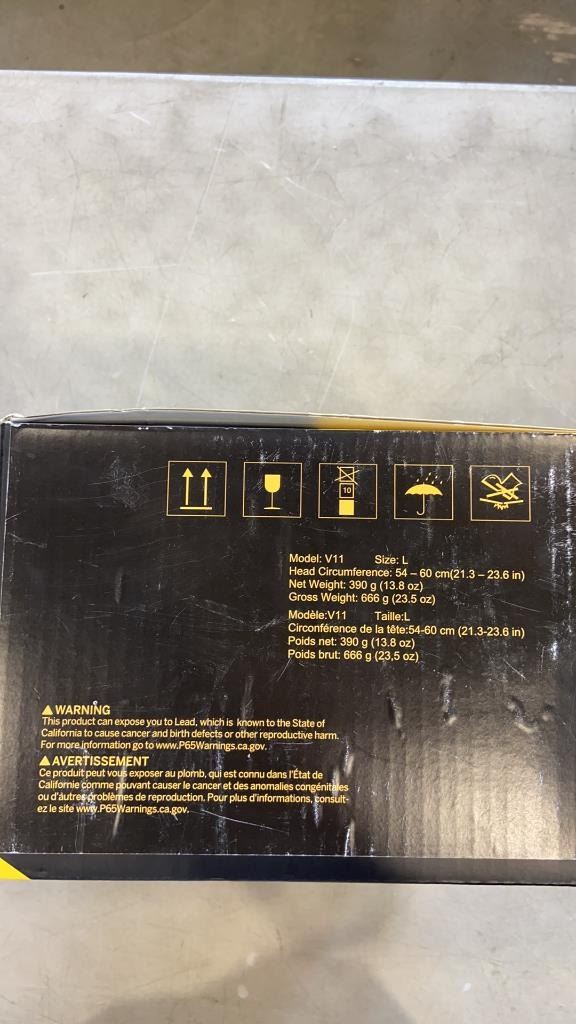 10
Model: V11 Size: L
Head Circumference: 54 – 60 cm(21.3 – 23.6 in)
Net Weight: 390 g (13.8 oz)
Gross Weight: 666 g (23.5 oz)
Modèle:V11 Taille:L
Circonférence de la tête:54-60 cm (21.3-23.6 in)
Poids net: 390 g (13.8 oz)
Poids brut: 666 g (23,5 oz)
WARNING
This product can expose you to Lead, which is known to the State of
California to cause cancer and birth defects or other reproductive harm.
For more information go to www.P65Warnings.ca.gov.
AVERTISSEMENT
Ce produit peut vous exposer au plomb, qui est connu dans l'État de
Californie comme pouvant causer le cancer et des anomalies congénitales
ou d'autres problèmes de reproduction. Pour plus d'informations, consult-
ez le site www.P65Warnings.ca.gov.